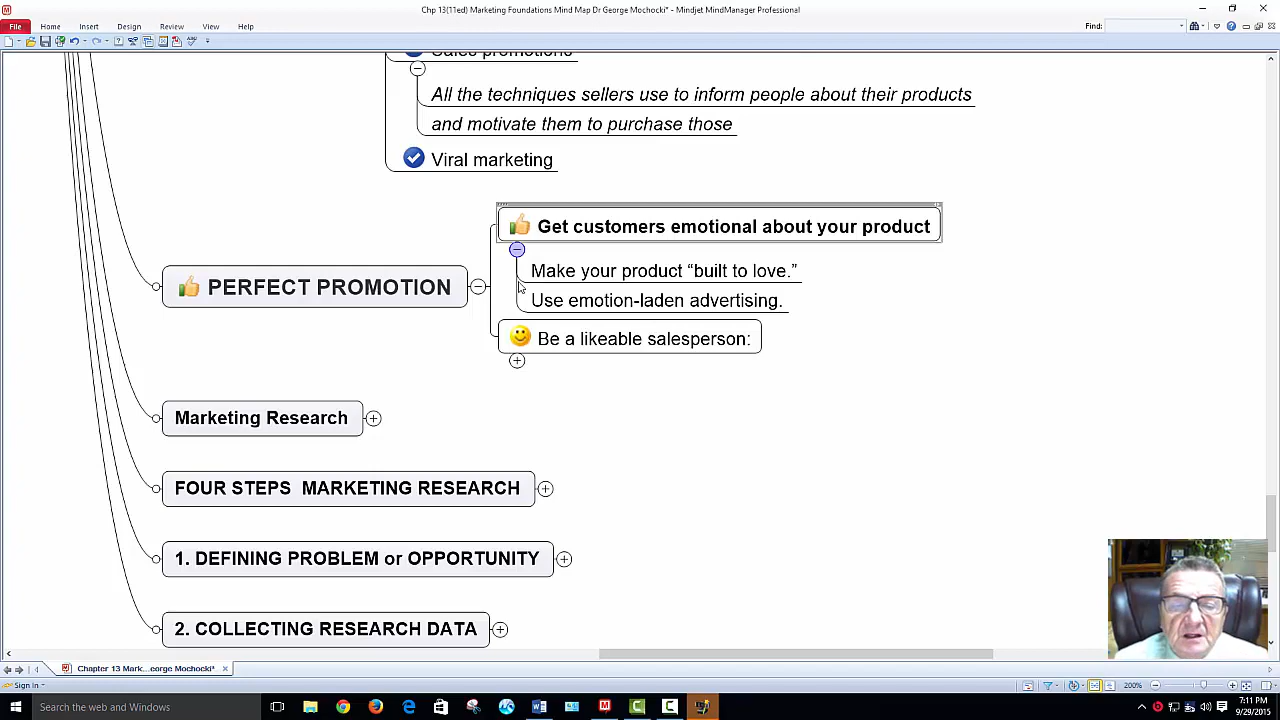 Chp 13(11ed) Marketing Foundations Mind Map Dr George Mochocki* - Mindjet MindManager Professional
File Home Insert Design Review View Help
Find:
Sales promotions
All the techniques sellers use to inform people about their products
and motivate them to purchase those
Viral marketing
Get customers emotional about your product
Make your product “built to love.”
Use emotion-laden advertising.
PERFECT PROMOTION
Be a likeable salesperson:
Marketing Research
FOUR STEPS  MARKETING RESEARCH
1. DEFINING PROBLEM or OPPORTUNITY
2. COLLECTING RESEARCH DATA
Chapter 13 Mark...eorge Mochocki*
Sign In
200%
Search the web and Windows
7:11 PM
9/29/2015